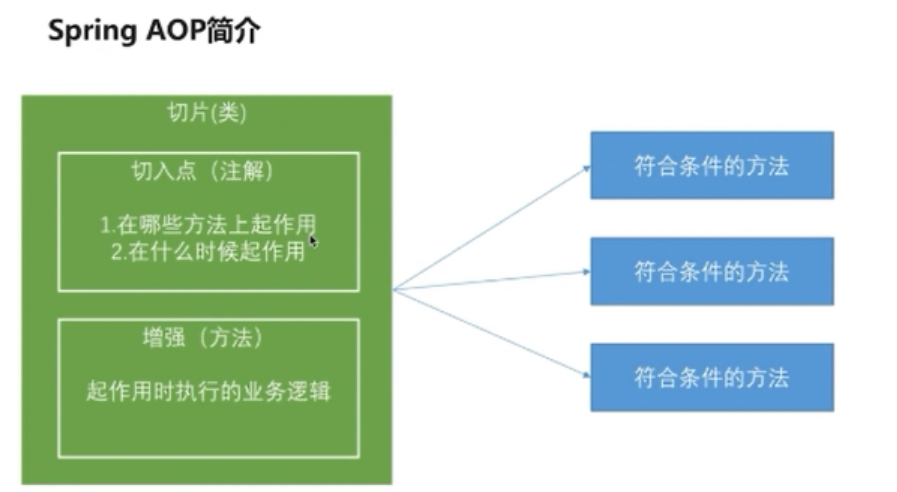 Spring AOP简介
切片(类)
切入点（注解）
1.在哪些方法上起作用
2.在什么时候起作用
增强（方法）
起作用时执行的业务逻辑
符合条件的方法
符合条件的方法
符合条件的方法